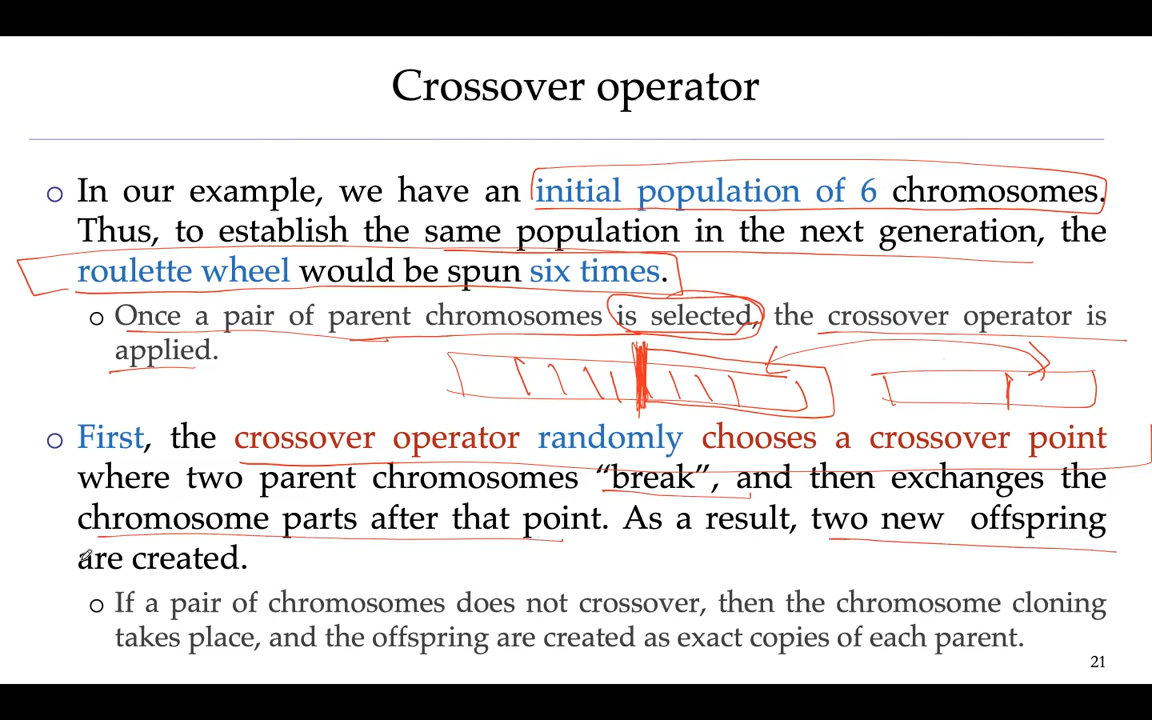 Crossover operator
In our example, we have an initial population of 6 chromosomes.
Thus, to establish the same population in the next generation, the
roulette wheel would be spun six times.
Once a pair of parent chromosomes is selected, the crossover operator is
applied.
First, the crossover operator randomly chooses a crossover point
where two parent chromosomes “break”, and then exchanges the
chromosome parts after that point. As a result, two new offspring
are created.
If a pair of chromosomes does not crossover, then the chromosome cloning
takes place, and the offspring are created as exact copies of each parent.
21